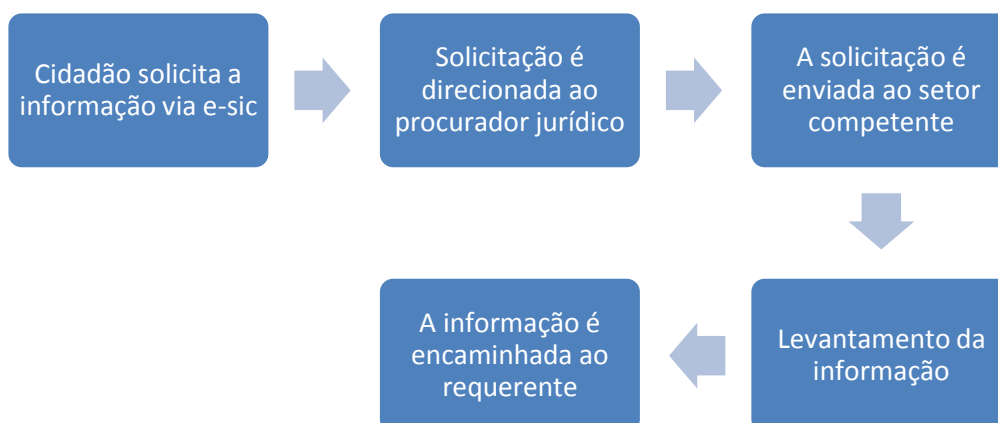 Cidadão solicita a
informação via e-sic
Solicitação é
direcionada ao
procurador jurídico
A solicitação é
enviada ao setor
competente
Levantamento da
informação
A informação é
encaminhada ao
requerente